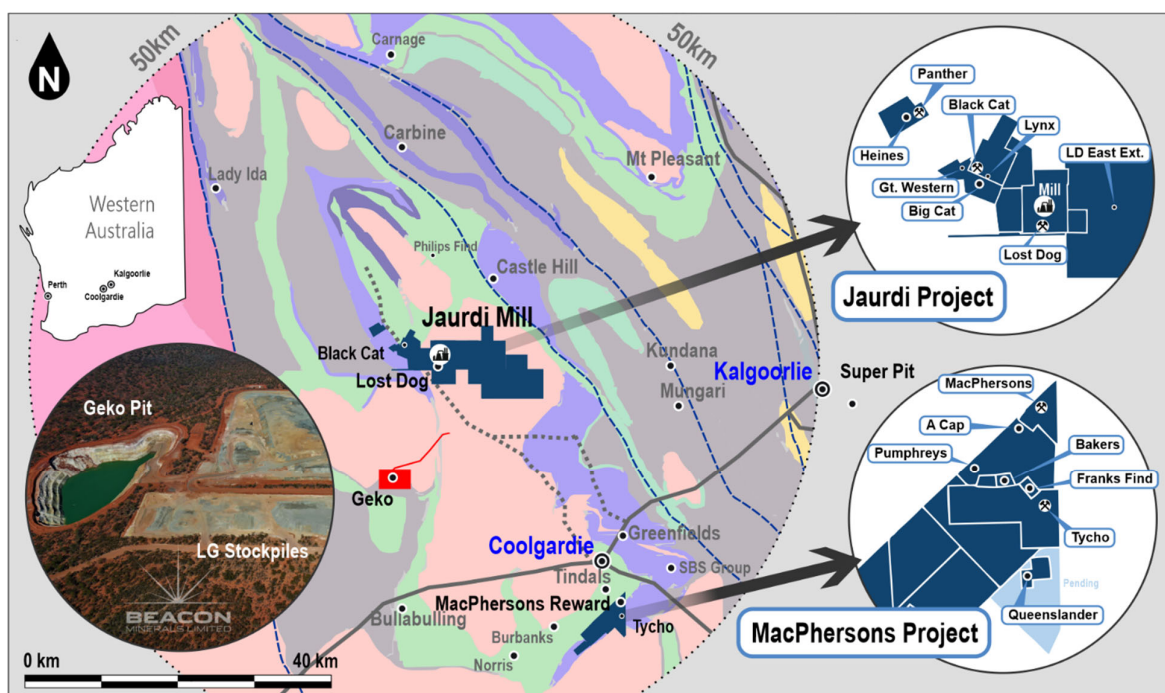 50km
50km
N
Carnage
Carbine
Mt Pleasant
Lady Ida
Western
Australia
Kalgoorlie
Perth
Coolgardie
Philips Find
Castle Hill
Jaurdi Mill
Black Cat
Lost Dog
Kundana
Mungari
Kalgoorlie
Super Pit
Geko
Coolgardie
Greenfields
Tindals
SBS Group
MacPhersons Reward
Bullabulling
Burbanks
Tycho
Norris
0 km
40 km
Geko Pit
LG Stockpiles
BEACON
MINERALS LIMITED
Panther
Black Cat
Lynx
Heines
LD East Ext.
Gt. Western
Mill
Big Cat
Lost Dog
Jaurdi Project
MacPhersons
A Cap
Bakers
Pumphreys
Franks Find
Tycho
Pending
Queenslander
MacPhersons Project